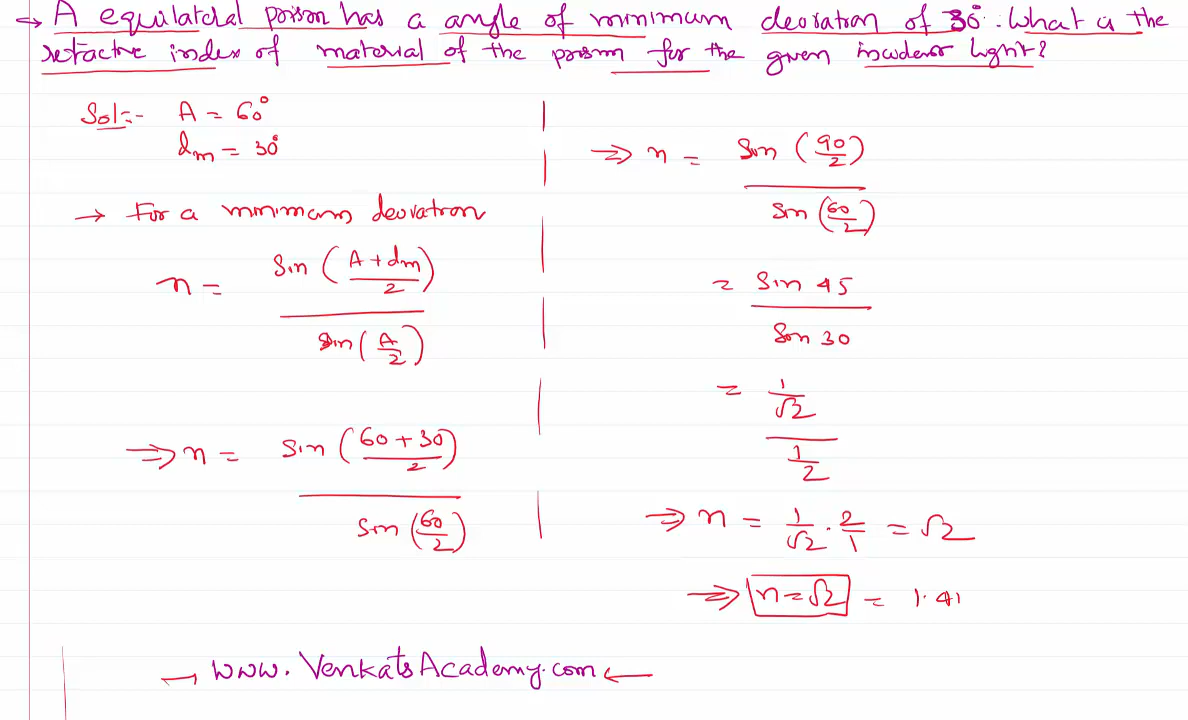 → A equilateral prism has a angle of minimum deviation of 30°. What is the
refractive index of material of the prism for the given incident light?
Sol:- A = 60°
dm = 30°
→ For a minimum deviation
n = Sin (A + dm / 2)
Sin (A / 2)
⇒ n = Sin (60 + 30 / 2)
Sin (60 / 2)
⇒ n = Sin (90 / 2)
Sin (60 / 2)
= Sin 45
Sin 30
= 1/√2
1/2
⇒ n = 1/√2 . 2/1 = √2
⇒ n = √2 = 1.41
→ www.VenkatsAcademy.com ←